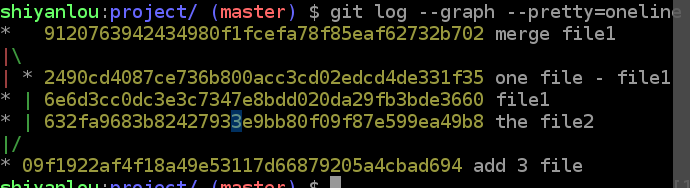 shiyanlou:project/ (master) $ git log --graph --pretty=oneline
*   9120763942434980f1fcefa78f85eaf62732b702 merge file1
|\
| * 2490cd4087ce736b800acc3cd02edcd4de331f35 one file - file1
* | 6e6d3cc0dc3e3c7347e8bdd020da29fb3bde3660 file1
* | 632fa9683b82427933e9bb80f09f87e599ea49b8 the file2
|/
* 09f1922af4f18a49e53117d66879205a4cbad694 add 3 file
shiyanlou:project/ (master) $